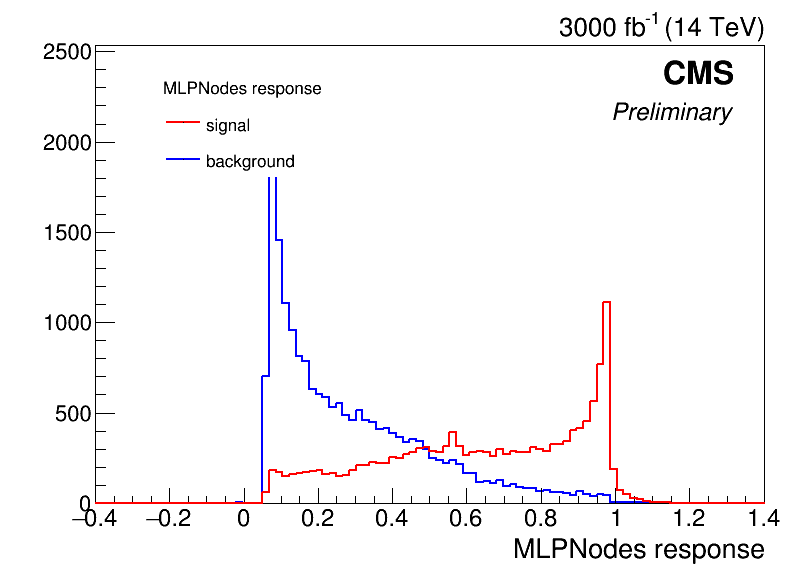 3000 fb-1 (14 TeV)
2500
CMS
MLPNodes response
Preliminary
signal
2000
background
1500
1000
500
0
−0.4 −0.2 0 0.2 0.4 0.6 0.8 1 1.2 1.4
MLPNodes response